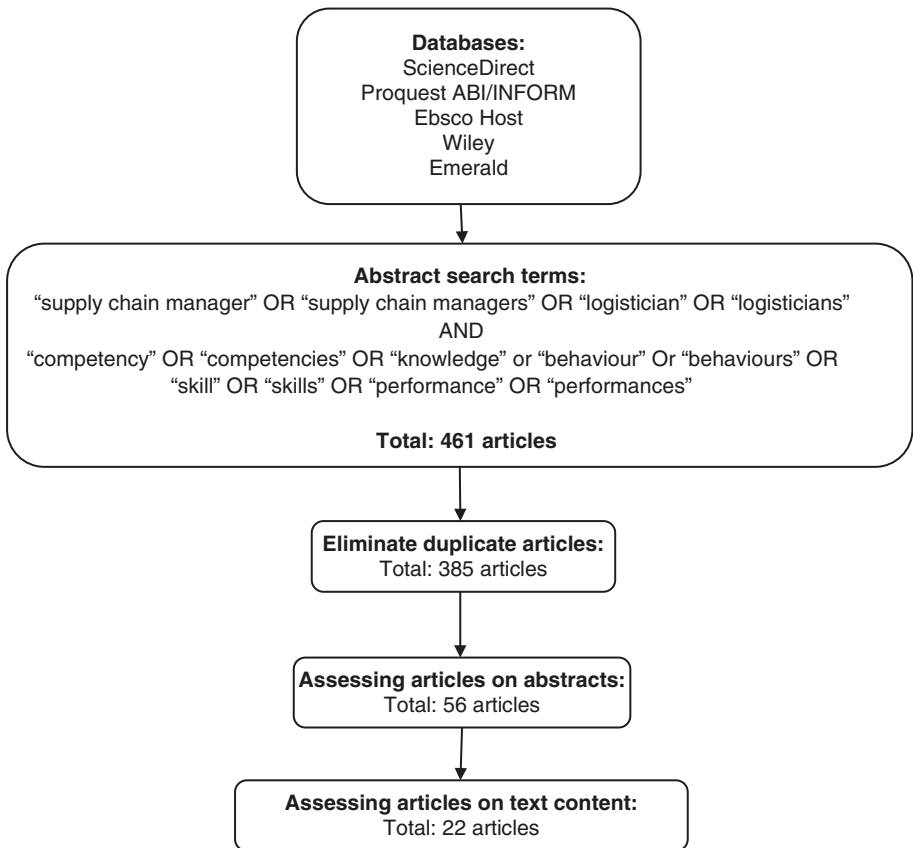 Databases:
ScienceDirect
Proquest ABI/INFORM
Ebsco Host
Wiley
Emerald
Abstract search terms:
“supply chain manager” OR “supply chain managers” OR “logistician” OR “logisticians”
AND
“competency” OR “competencies” OR “knowledge” or “behaviour” Or “behaviours” OR
“skill” OR “skills” OR “performance” OR “performances”
Total: 461 articles
Eliminate duplicate articles:
Total: 385 articles
Assessing articles on abstracts:
Total: 56 articles
Assessing articles on text content:
Total: 22 articles